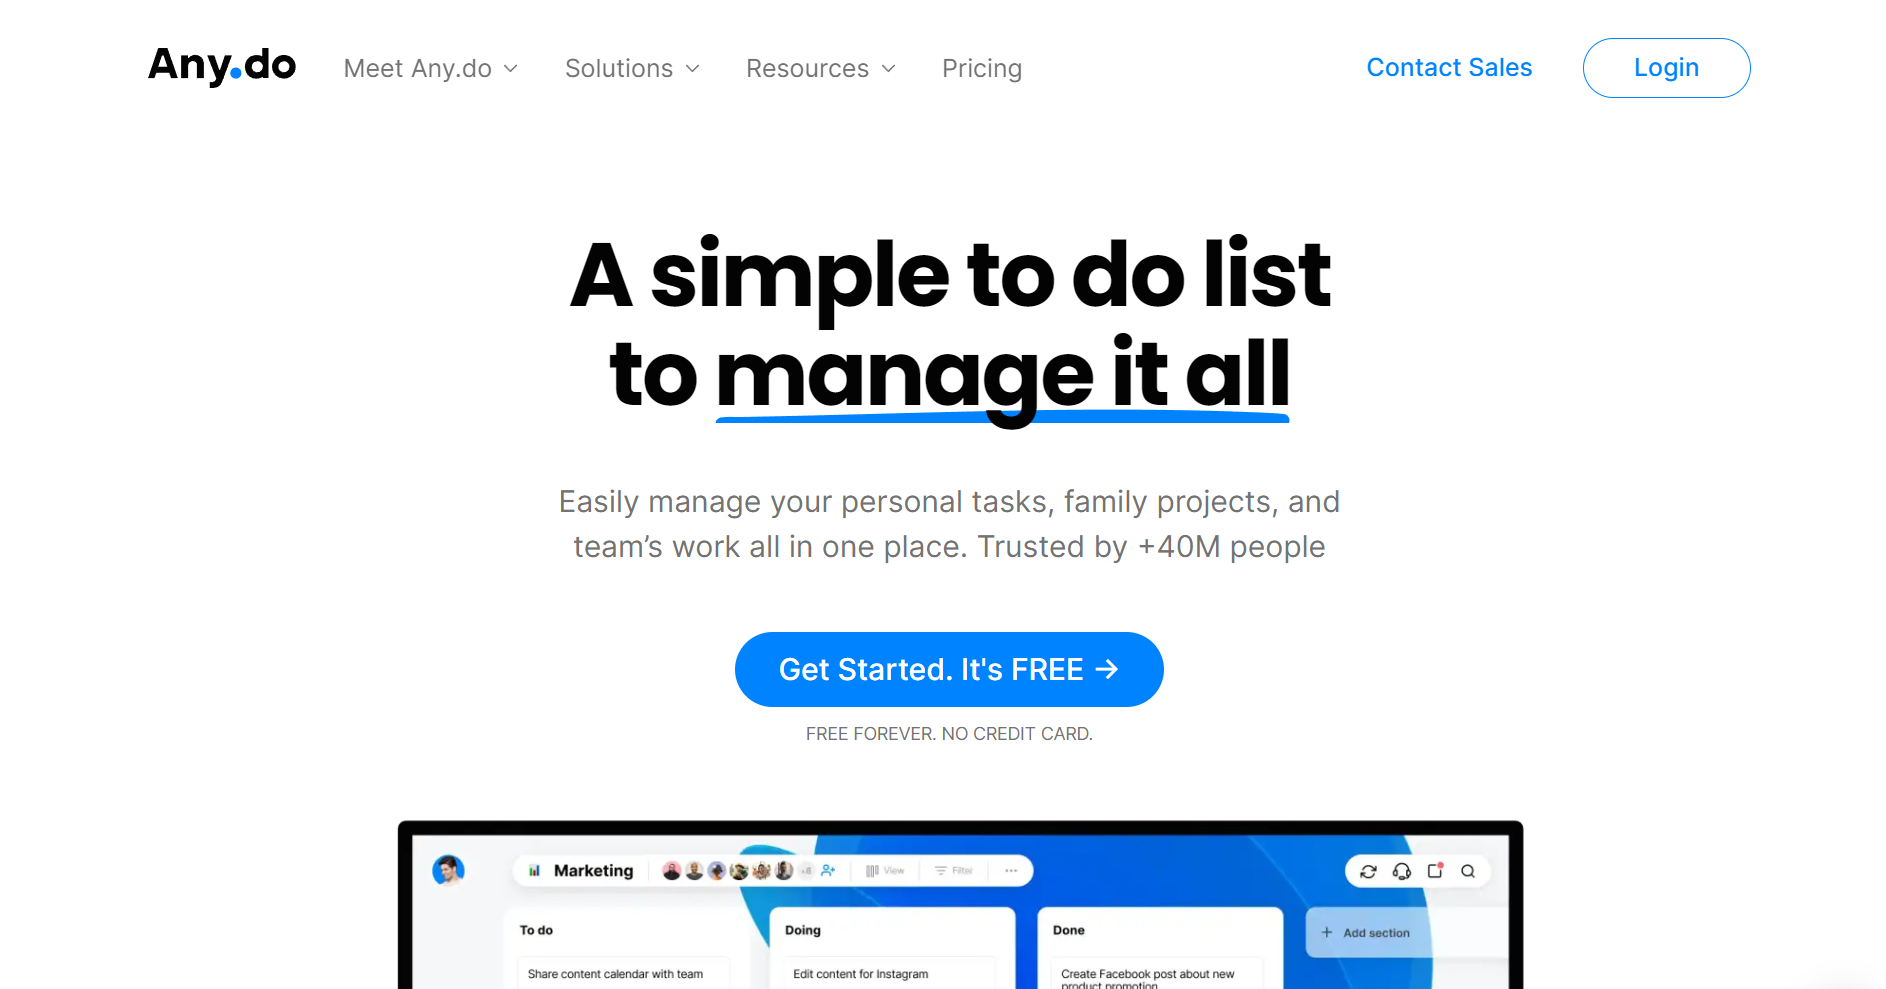 Any.do
Meet Any.do
Solutions
Resources
Pricing
Contact Sales
Login
A simple to do list
to manage it all
Easily manage your personal tasks, family projects, and
team’s work all in one place. Trusted by +40M people
Get Started. It's FREE →
FREE FOREVER. NO CREDIT CARD.
Marketing
+8
View
Filter
To do
Doing
Done
+ Add section
Share content calendar with team
Edit content for Instagram
Create Facebook post about new
product promotion